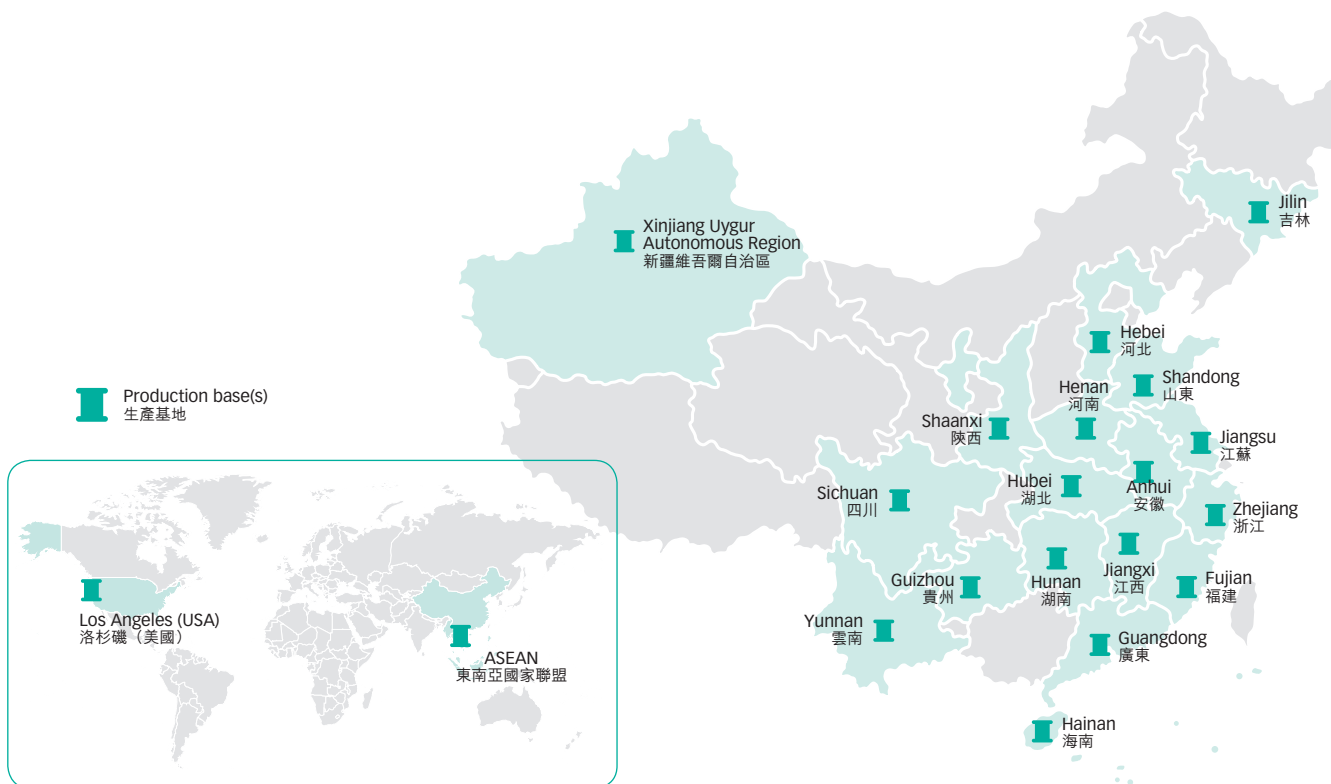 Xinjiang Uygur
Autonomous Region
新疆維吾爾自治區
Jilin
吉林
Hebei
河北
Shandong
山東
Henan
河南
Shaanxi
陝西
Jiangsu
江蘇
Hubei
湖北
Anhui
安徽
Sichuan
四川
Zhejiang
浙江
Jiangxi
江西
Hunan
湖南
Guizhou
貴州
Fujian
福建
Yunnan
雲南
Guangdong
廣東
Hainan
海南
Production base(s)
生產基地
Los Angeles (USA)
洛杉磯（美國）
ASEAN
東南亞國家聯盟